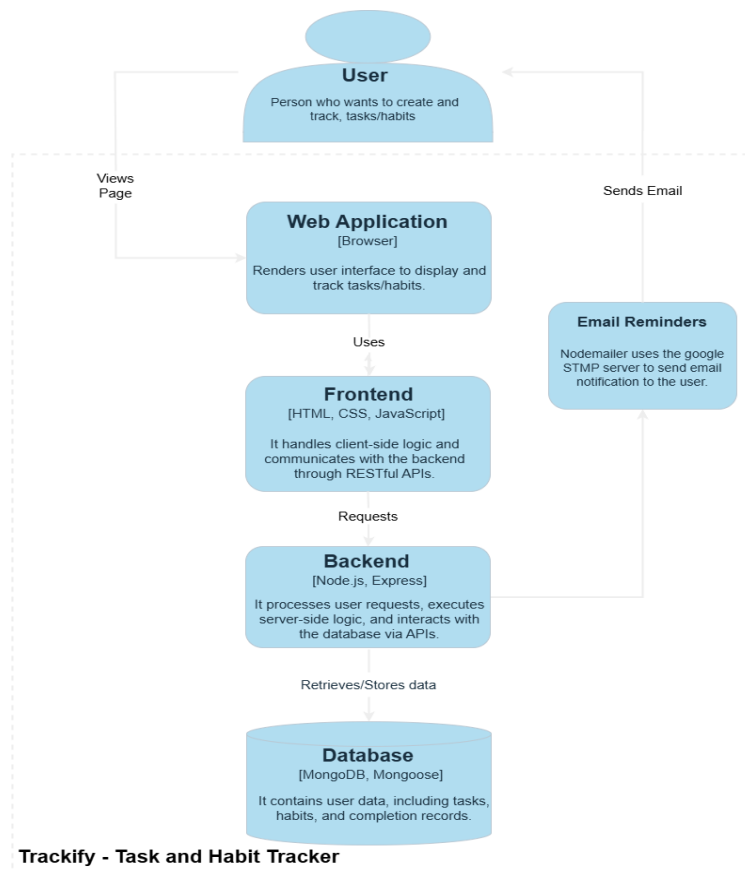 User
Person who wants to create and
track, tasks/habits
Views
Page
Sends Email
Web Application
[Browser]
Renders user interface to display and
track tasks/habits.
Uses
Email Reminders
Nodemailer uses the google
STMP server to send email
notification to the user.
Frontend
[HTML, CSS, JavaScript]
It handles client-side logic and
communicates with the backend
through RESTful APIs.
Requests
Backend
[Node.js, Express]
It processes user requests, executes
server-side logic, and interacts with
the database via APIs.
Retrieves/Stores data
Database
[MongoDB, Mongoose]
It contains user data, including tasks,
habits, and completion records.
Trackify - Task and Habit Tracker